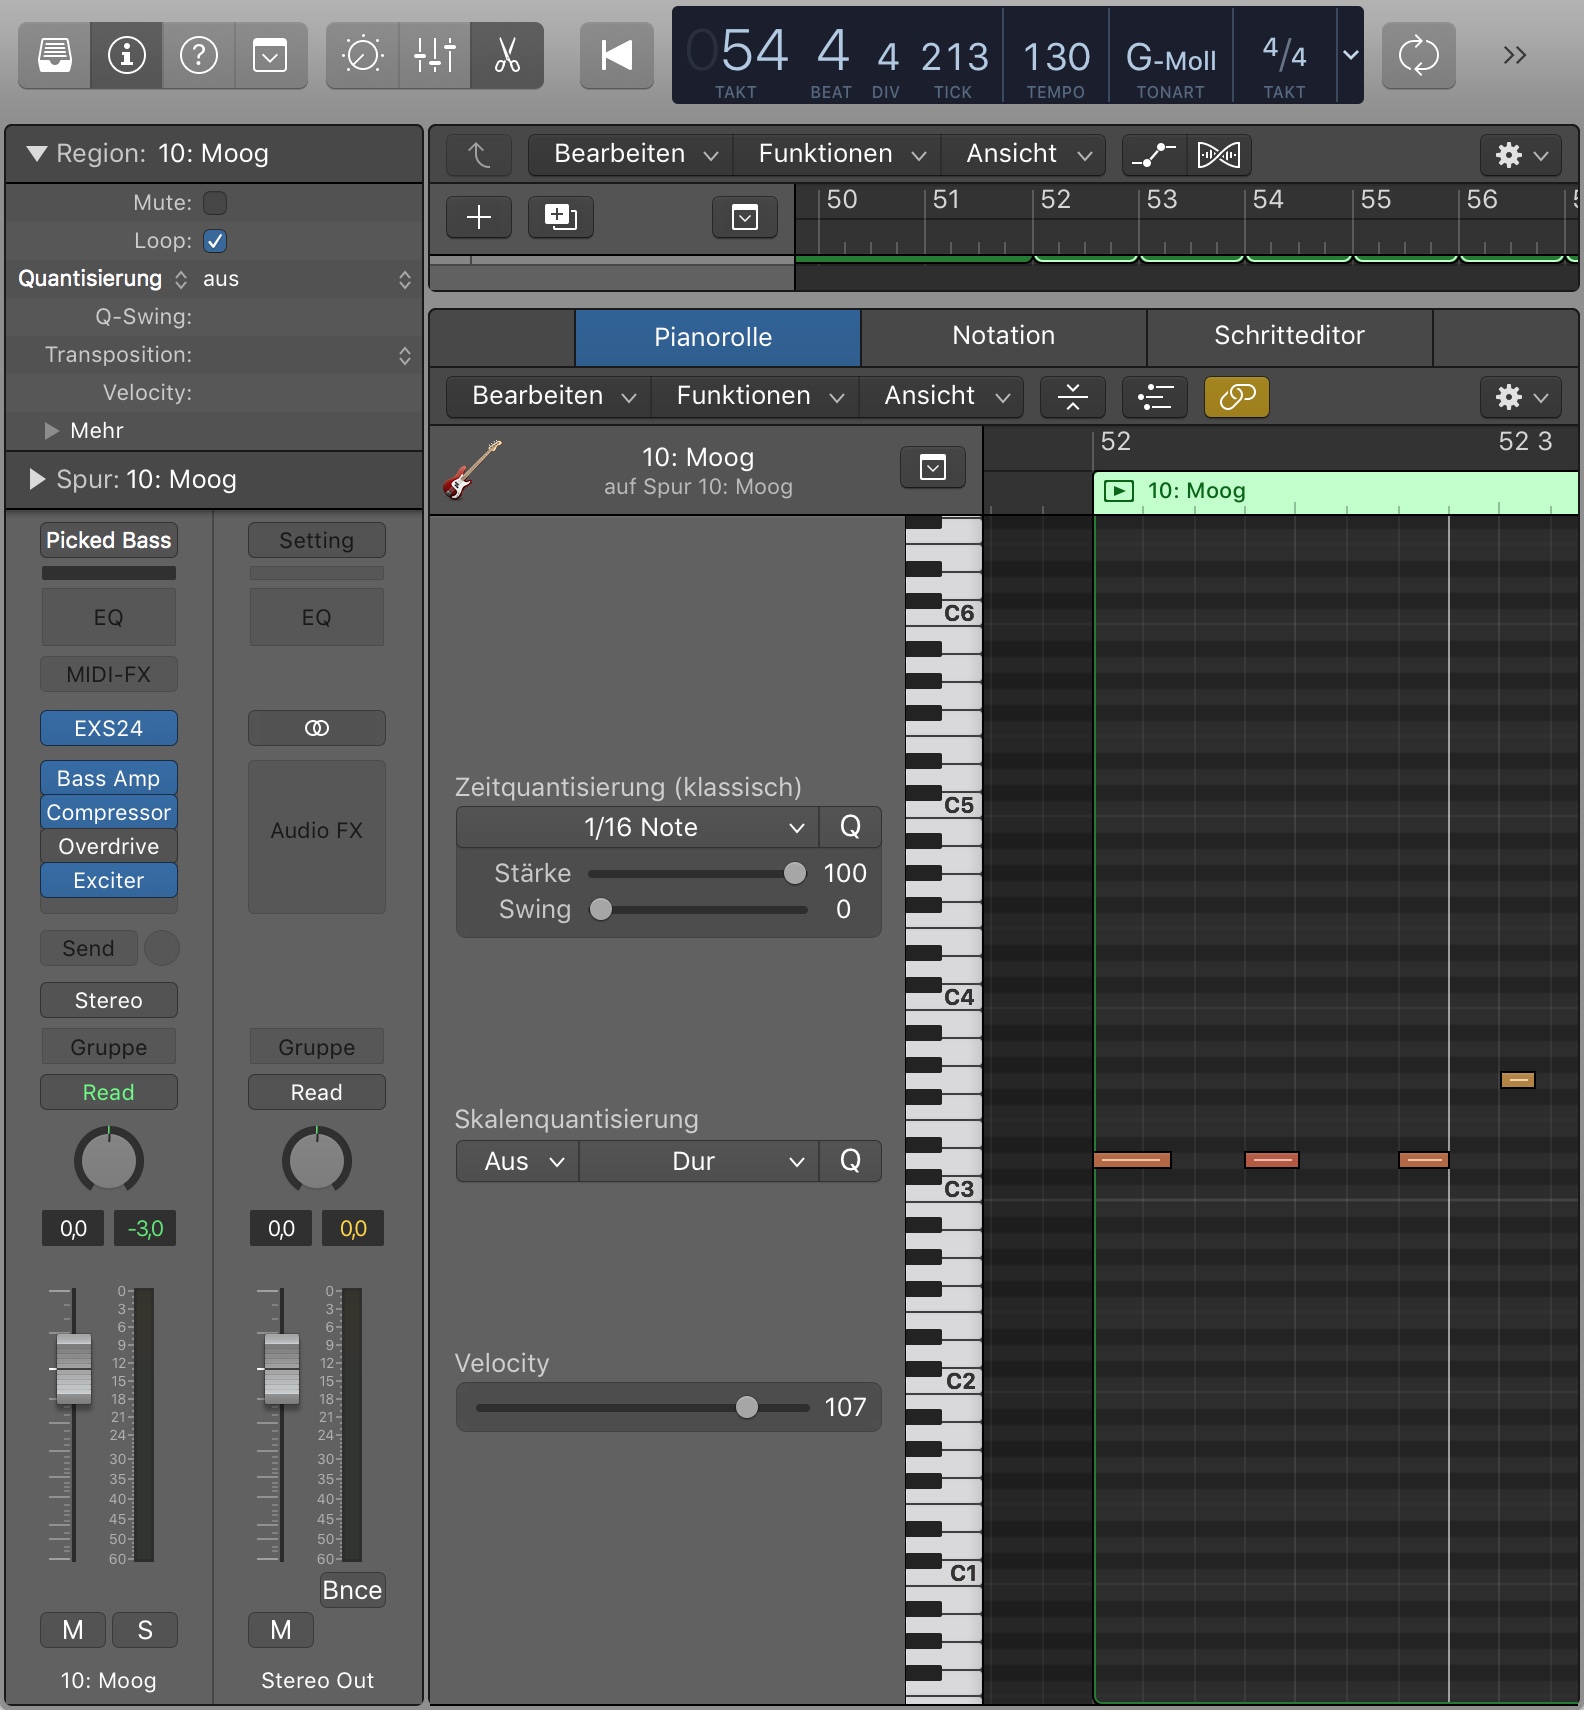 054 4 4 213 130 G-Moll 4/4
TAKT BEAT DIV TICK TEMPO TONART TAKT
Region: 10: Moog
Mute:
Loop:
Quantisierung aus
Q-Swing:
Transposition:
Velocity:
Mehr
Spur: 10: Moog
Picked Bass
EQ
MIDI-FX
EXS24
Bass Amp
Compressor
Overdrive
Exciter
Send
Stereo
Gruppe
Read
0,0 -3,0
0
3
6
9
12
15
18
21
24
30
35
40
45
50
60
M S
10: Moog
Setting
EQ
Audio FX
Gruppe
Read
0,0 0,0
0
3
6
9
12
15
18
21
24
30
35
40
45
50
60
Bnce
M
Stereo Out
Bearbeiten Funktionen Ansicht
50 51 52 53 54 55 56
Pianorolle Notation Schritteditor
Bearbeiten Funktionen Ansicht
10: Moog
auf Spur 10: Moog
52 52 3
10: Moog
Zeitquantisierung (klassisch)
1/16 Note Q
Stärke 100
Swing 0
Skalenquantisierung
Aus Dur Q
Velocity
107
C6
C5
C4
C3
C2
C1